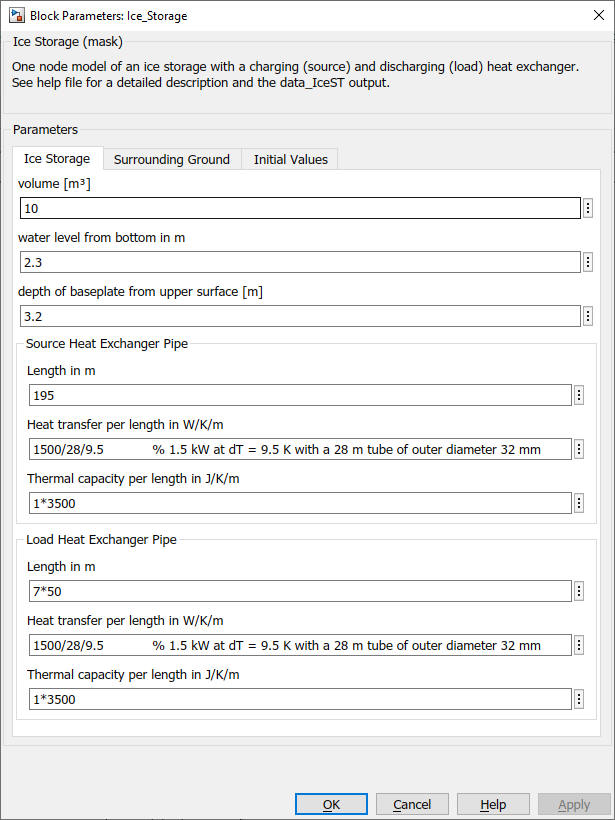 Block Parameters: Ice_Storage
Ice Storage (mask)
One node model of an ice storage with a charging (source) and discharging (load) heat exchanger.
See help file for a detailed description and the data_IceST output.
Parameters
Ice Storage Surrounding Ground Initial Values
volume [m³]
10
water level from bottom in m
2.3
depth of baseplate from upper surface [m]
3.2
Source Heat Exchanger Pipe
Length in m
195
Heat transfer per length in W/K/m
1500/28/9.5 % 1.5 kW at dT = 9.5 K with a 28 m tube of outer diameter 32 mm
Thermal capacity per length in J/K/m
1*3500
Load Heat Exchanger Pipe
Length in m
7*50
Heat transfer per length in W/K/m
1500/28/9.5 % 1.5 kW at dT = 9.5 K with a 28 m tube of outer diameter 32 mm
Thermal capacity per length in J/K/m
1*3500
OK Cancel Help Apply